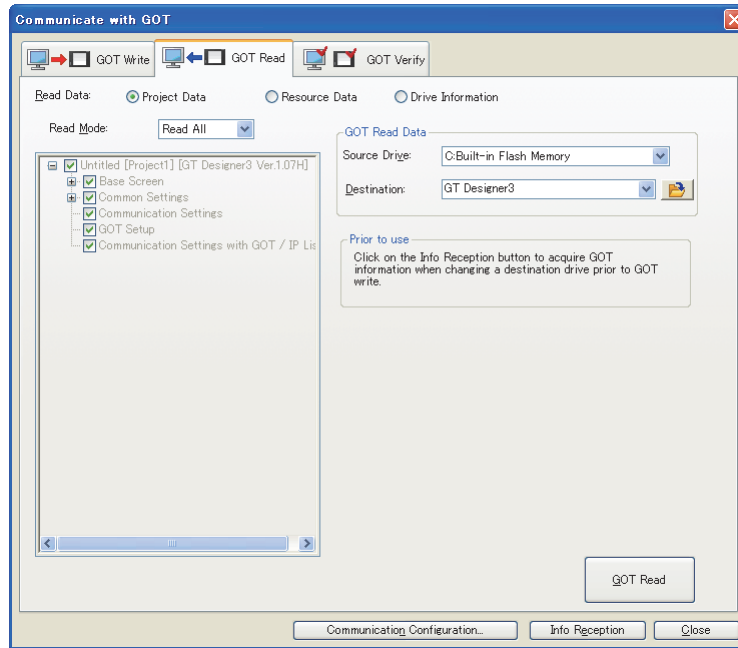 Communicate with GOT
GOT Write
GOT Read
GOT Verify
Read Data:
Project Data
Resource Data
Drive Information
Read Mode:
Read All
Untitled [Project1] [GT Designer3 Ver.1.07H]
Base Screen
Common Settings
Communication Settings
GOT Setup
Communication Settings with GOT / IP Lis
GOT Read Data
Source Drive:
C:Built-in Flash Memory
Destination:
GT Designer3
Prior to use
Click on the Info Reception button to acquire GOT
information when changing a destination drive prior to GOT
write.
GOT Read
Communication Configuration...
Info Reception
Close